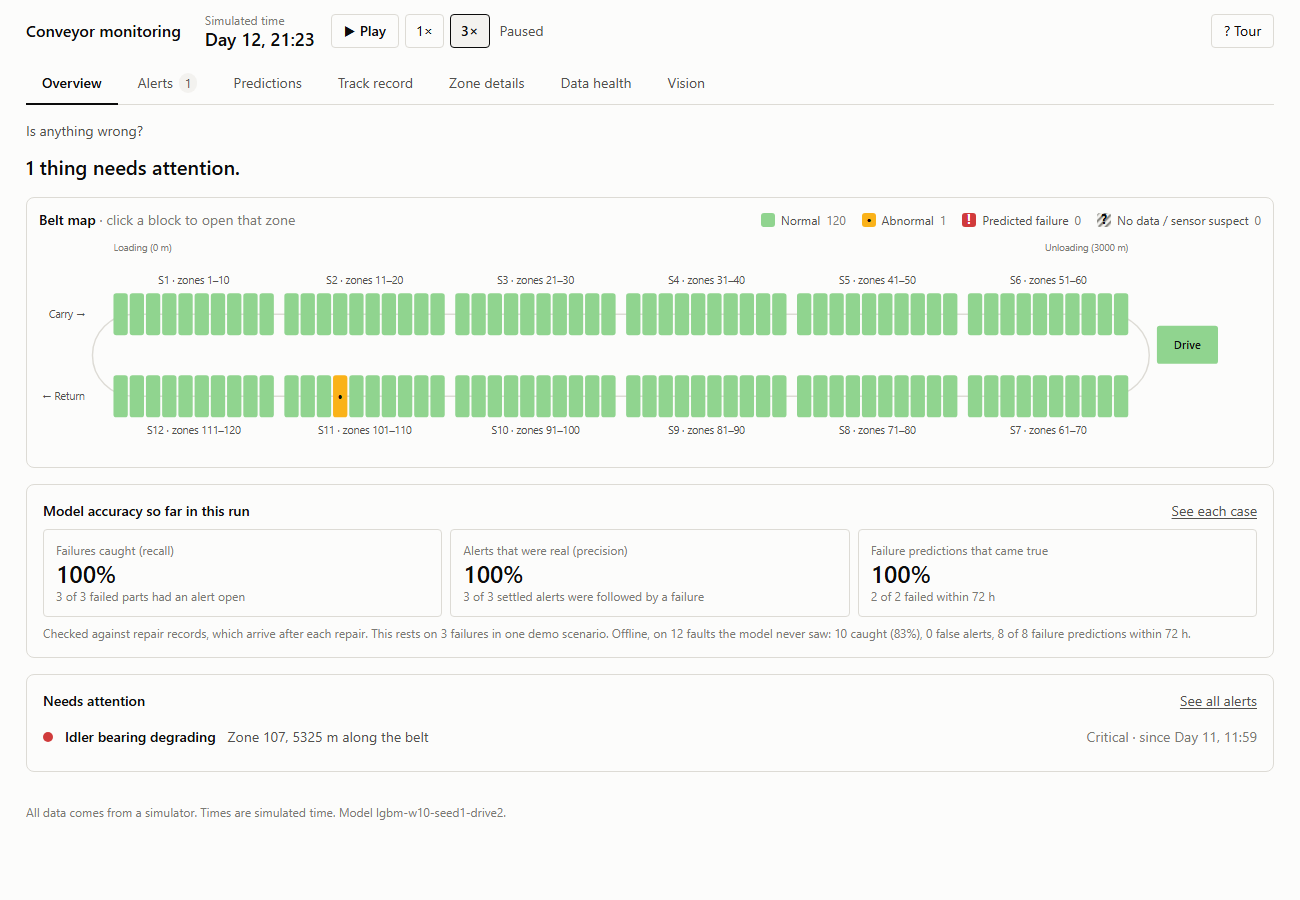 Conveyor monitoring
Simulated time
Day 12, 21:23
▶ Play
1×
3×
Paused
? Tour
Overview
Alerts 1
Predictions
Track record
Zone details
Data health
Vision
Is anything wrong?
1 thing needs attention.
Belt map · click a block to open that zone
Normal 120
Abnormal 1
! Predicted failure 0
? No data / sensor suspect 0
Loading (0 m)
Unloading (3000 m)
S1 · zones 1–10
S2 · zones 11–20
S3 · zones 21–30
S4 · zones 31–40
S5 · zones 41–50
S6 · zones 51–60
Carry →
Drive
← Return
S12 · zones 111–120
S11 · zones 101–110
S10 · zones 91–100
S9 · zones 81–90
S8 · zones 71–80
S7 · zones 61–70
Model accuracy so far in this run
See each case
Failures caught (recall)
100%
3 of 3 failed parts had an alert open
Alerts that were real (precision)
100%
3 of 3 settled alerts were followed by a failure
Failure predictions that came true
100%
2 of 2 failed within 72 h
Checked against repair records, which arrive after each repair. This rests on 3 failures in one demo scenario. Offline, on 12 faults the model never saw: 10 caught (83%), 0 false alerts, 8 of 8 failure predictions within 72 h.
Needs attention
See all alerts
Idler bearing degrading Zone 107, 5325 m along the belt
Critical · since Day 11, 11:59
All data comes from a simulator. Times are simulated time. Model lgbm-w10-seed1-drive2.